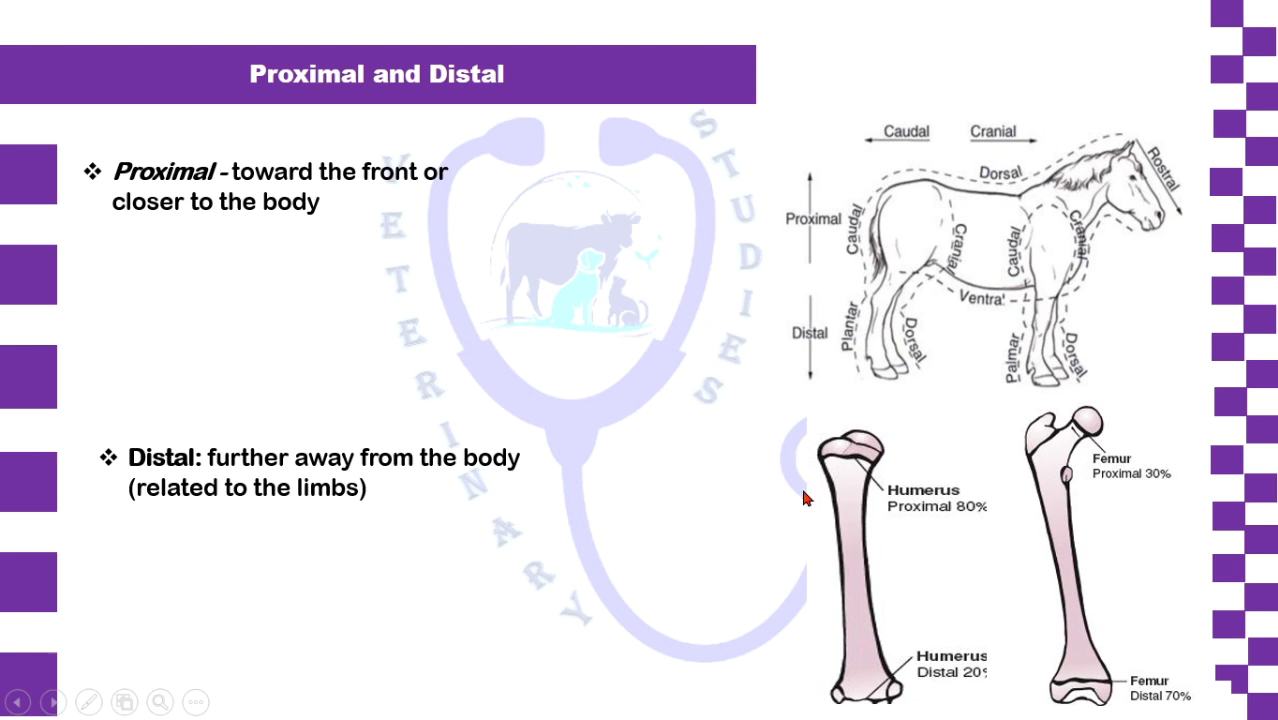 Proximal and Distal
❖ Proximal - toward the front or
closer to the body
❖ Distal: further away from the body
(related to the limbs)
VETERINARY
STUDIES
Caudal
Cranial
Dorsal
Rostral
Proximal
Caudal
Cranial
Caudal
Cranial
Ventral
Distal
Plantar
Dorsal
Palmar
Dorsal
Humerus
Proximal 80%
Femur
Proximal 30%
Humerus
Distal 20%
Femur
Distal 70%